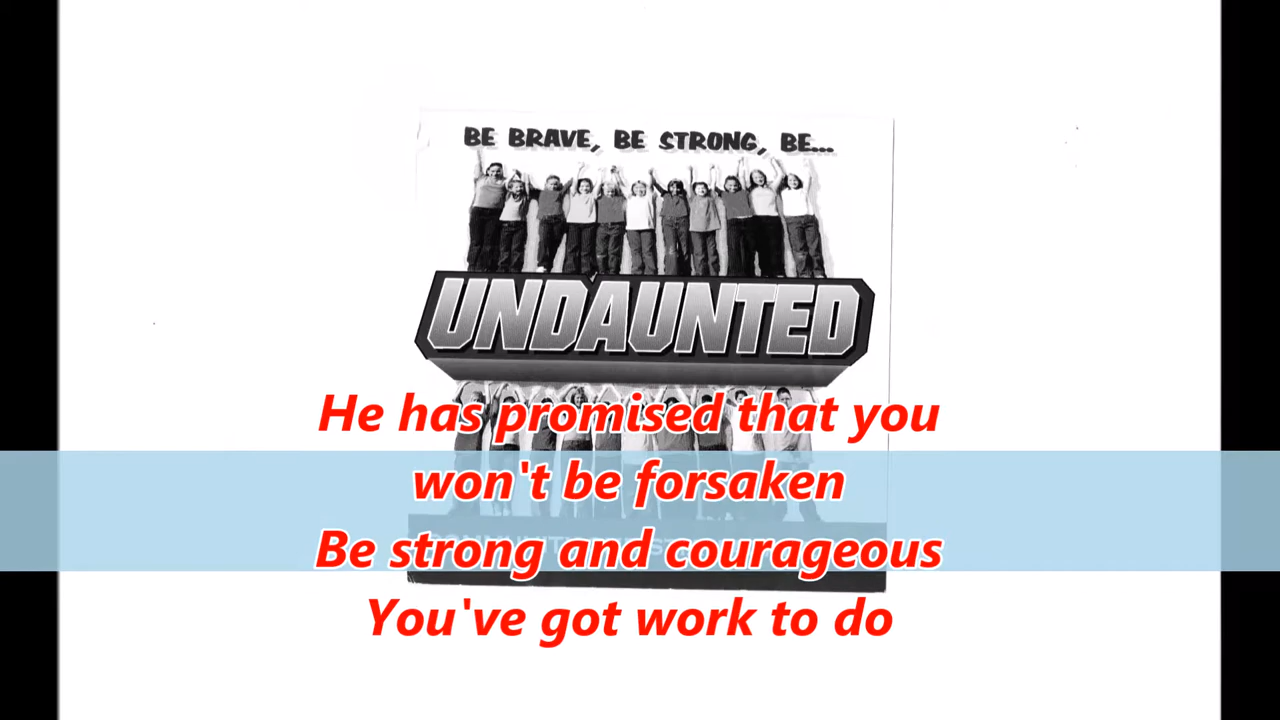 BE BRAVE, BE STRONG, BE...
UNDAUNTED
He has promised that you
won't be forsaken
Be strong and courageous
You've got work to do